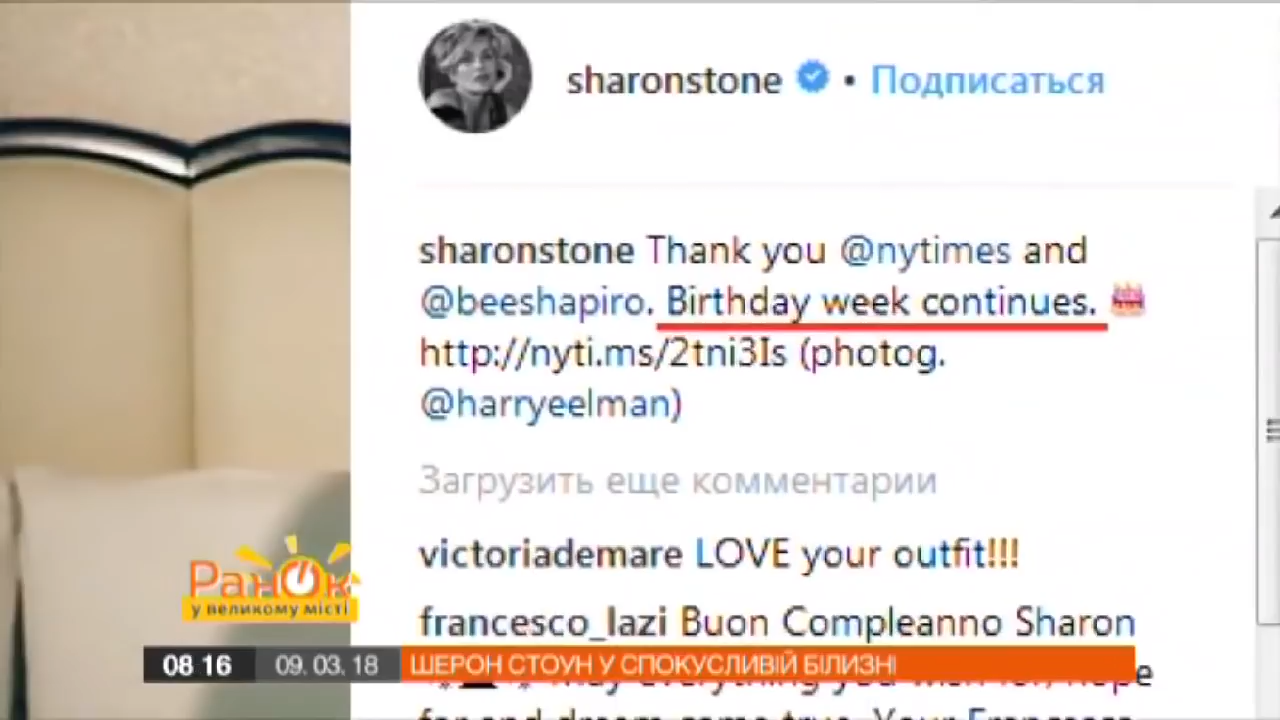 sharonstone • Подписаться
sharonstone Thank you @nytimes and
@beeshapiro. Birthday week continues.
http://nyti.ms/2tni3Is (photog.
@harryeelman)
Загрузить еще комментарии
victoriademare LOVE your outfit!!!
francesco_lazi Buon Compleanno Sharon
Ранок
у великому місті
08 16 09. 03. 18 ШЕРОН СТОУН У СПОКУСЛИВІЙ БІЛИЗНІ